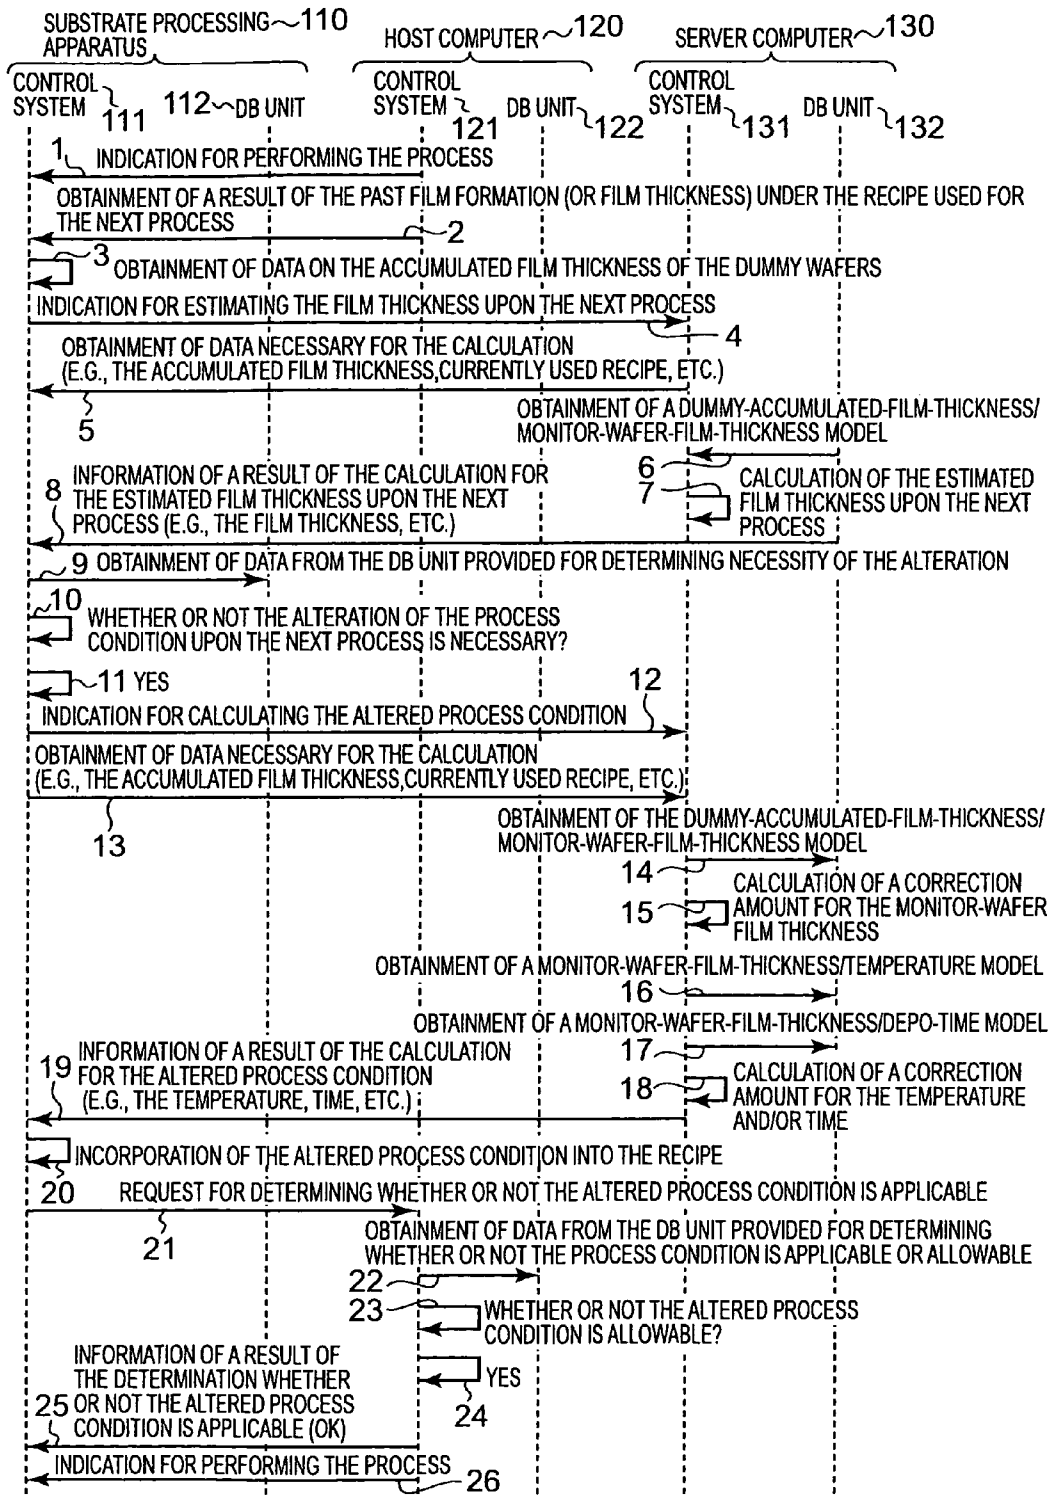 SUBSTRATE PROCESSING 110
APPARATUS
HOST COMPUTER 120
SERVER COMPUTER 130
CONTROL
SYSTEM 111
112 DB UNIT
CONTROL
SYSTEM 121
DB UNIT 122
CONTROL
SYSTEM 131
DB UNIT 132
1 INDICATION FOR PERFORMING THE PROCESS
OBTAINMENT OF A RESULT OF THE PAST FILM FORMATION (OR FILM THICKNESS) UNDER THE RECIPE USED FOR
THE NEXT PROCESS
2
3 OBTAINMENT OF DATA ON THE ACCUMULATED FILM THICKNESS OF THE DUMMY WAFERS
INDICATION FOR ESTIMATING THE FILM THICKNESS UPON THE NEXT PROCESS
4
OBTAINMENT OF DATA NECESSARY FOR THE CALCULATION
(E.G., THE ACCUMULATED FILM THICKNESS,CURRENTLY USED RECIPE, ETC.)
5
OBTAINMENT OF A DUMMY-ACCUMULATED-FILM-THICKNESS/
MONITOR-WAFER-FILM-THICKNESS MODEL
6
7 CALCULATION OF THE ESTIMATED
FILM THICKNESS UPON THE NEXT
PROCESS
8 INFORMATION OF A RESULT OF THE CALCULATION FOR
THE ESTIMATED FILM THICKNESS UPON THE NEXT
PROCESS (E.G., THE FILM THICKNESS, ETC.)
9 OBTAINMENT OF DATA FROM THE DB UNIT PROVIDED FOR DETERMINING NECESSITY OF THE ALTERATION
10 WHETHER OR NOT THE ALTERATION OF THE PROCESS
CONDITION UPON THE NEXT PROCESS IS NECESSARY?
11 YES
12
INDICATION FOR CALCULATING THE ALTERED PROCESS CONDITION
OBTAINMENT OF DATA NECESSARY FOR THE CALCULATION
(E.G., THE ACCUMULATED FILM THICKNESS,CURRENTLY USED RECIPE, ETC.)
13
OBTAINMENT OF THE DUMMY-ACCUMULATED-FILM-THICKNESS/
MONITOR-WAFER-FILM-THICKNESS MODEL
14
15 CALCULATION OF A CORRECTION
AMOUNT FOR THE MONITOR-WAFER
FILM THICKNESS
OBTAINMENT OF A MONITOR-WAFER-FILM-THICKNESS/TEMPERATURE MODEL
16
OBTAINMENT OF A MONITOR-WAFER-FILM-THICKNESS/DEPO-TIME MODEL
17
18 CALCULATION OF A CORRECTION
AMOUNT FOR THE TEMPERATURE
AND/OR TIME
19 INFORMATION OF A RESULT OF THE CALCULATION
FOR THE ALTERED PROCESS CONDITION
(E.G., THE TEMPERATURE, TIME, ETC.)
INCORPORATION OF THE ALTERED PROCESS CONDITION INTO THE RECIPE
20
REQUEST FOR DETERMINING WHETHER OR NOT THE ALTERED PROCESS CONDITION IS APPLICABLE
21
OBTAINMENT OF DATA FROM THE DB UNIT PROVIDED FOR DETERMINING
WHETHER OR NOT THE PROCESS CONDITION IS APPLICABLE OR ALLOWABLE
22
23 WHETHER OR NOT THE ALTERED PROCESS
CONDITION IS ALLOWABLE?
YES
24
INFORMATION OF A RESULT OF
THE DETERMINATION WHETHER
25 OR NOT THE ALTERED PROCESS
CONDITION IS APPLICABLE (OK)
INDICATION FOR PERFORMING THE PROCESS
26